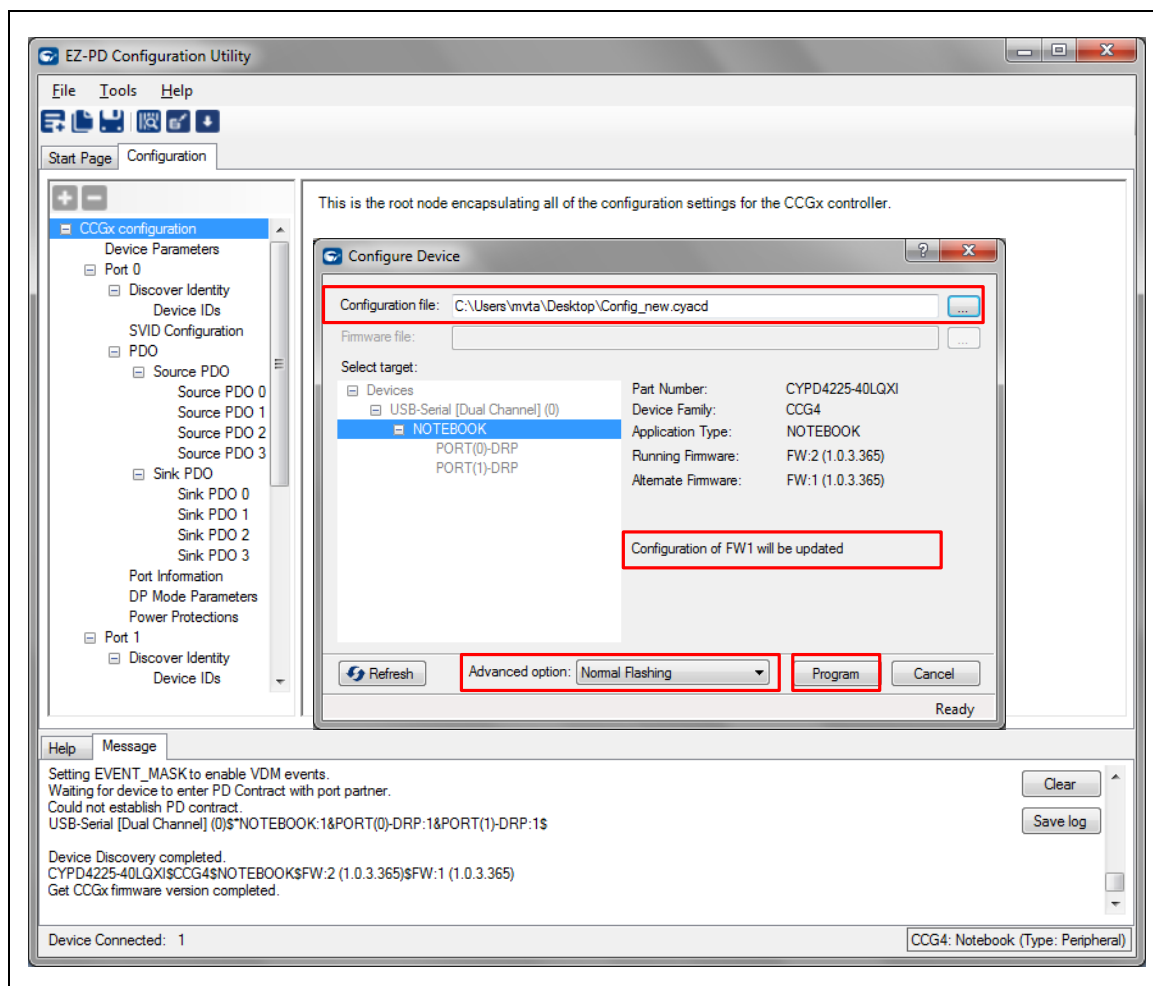 EZ-PD Configuration Utility
File Tools Help
Start Page Configuration
This is the root node encapsulating all of the configuration settings for the CCGx controller.
CCGx configuration
Device Parameters
Port 0
Discover Identity
Device IDs
SVID Configuration
PDO
Source PDO
Source PDO 0
Source PDO 1
Source PDO 2
Source PDO 3
Sink PDO
Sink PDO 0
Sink PDO 1
Sink PDO 2
Sink PDO 3
Port Information
DP Mode Parameters
Power Protections
Port 1
Discover Identity
Device IDs
Configure Device
Configuration file: C:\Users\mvta\Desktop\Config_new.cyacd ...
Firmware file: ...
Select target:
Devices
USB-Serial [Dual Channel] (0)
NOTEBOOK
PORT(0)-DRP
PORT(1)-DRP
Part Number: CYPD4225-40LQXI
Device Family: CCG4
Application Type: NOTEBOOK
Running Firmware: FW:2 (1.0.3.365)
Alternate Firmware: FW:1 (1.0.3.365)
Configuration of FW1 will be updated
Refresh Advanced option: Normal Flashing Program Cancel
Ready
Help Message
Setting EVENT_MASK to enable VDM events.
Waiting for device to enter PD Contract with port partner.
Could not establish PD contract.
USB-Serial [Dual Channel] (0)$*NOTEBOOK:1&PORT(0)-DRP:1&PORT(1)-DRP:1$
Device Discovery completed.
CYPD4225-40LQXI$CCG4$NOTEBOOK$FW:2 (1.0.3.365)$FW:1 (1.0.3.365)
Get CCGx firmware version completed.
Clear
Save log
Device Connected: 1
CCG4: Notebook (Type: Peripheral)